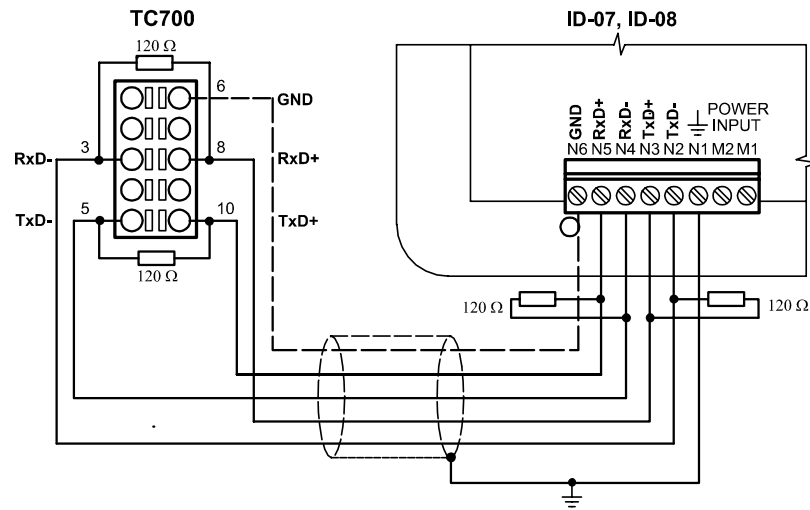 TC700
ID-07, ID-08
120 Ω
6
GND
3
8
RxD-
RxD+
5
10
TxD-
TxD+
120 Ω
GND
RxD+
RxD-
TxD+
TxD-
POWER
INPUT
N6 N5 N4 N3 N2 N1 M2 M1
120 Ω
120 Ω